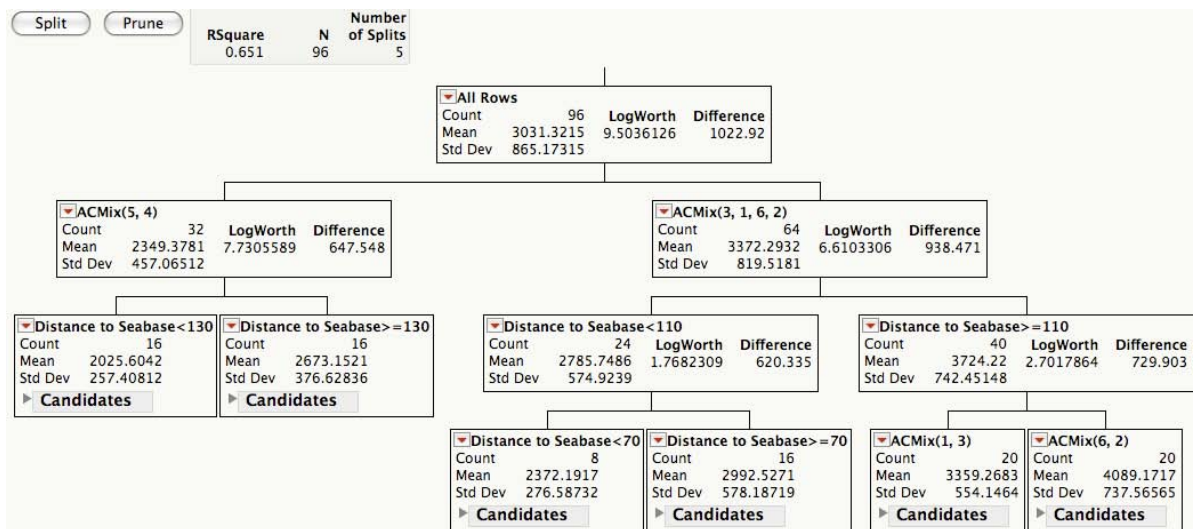 Split Prune
RSquare N Number of Splits
0.651 96 5
All Rows
Count 96 LogWorth Difference
Mean 3031.3215 9.5036126 1022.92
Std Dev 865.17315
ACMix(5, 4)
Count 32 LogWorth Difference
Mean 2349.3781 7.7305589 647.548
Std Dev 457.06512
ACMix(3, 1, 6, 2)
Count 64 LogWorth Difference
Mean 3372.2932 6.6103306 938.471
Std Dev 819.5181
Distance to Seabase<130
Count 16
Mean 2025.6042
Std Dev 257.40812
Candidates
Distance to Seabase>=130
Count 16
Mean 2673.1521
Std Dev 376.62836
Candidates
Distance to Seabase<110
Count 24 LogWorth Difference
Mean 2785.7486 1.7682309 620.335
Std Dev 574.9239
Distance to Seabase>=110
Count 40 LogWorth Difference
Mean 3724.22 2.7017864 729.903
Std Dev 742.45148
Distance to Seabase<70
Count 8
Mean 2372.1917
Std Dev 276.58732
Candidates
Distance to Seabase>=70
Count 16
Mean 2992.5271
Std Dev 578.18719
Candidates
ACMix(1, 3)
Count 20
Mean 3359.2683
Std Dev 554.1464
Candidates
ACMix(6, 2)
Count 20
Mean 4089.1717
Std Dev 737.56565
Candidates